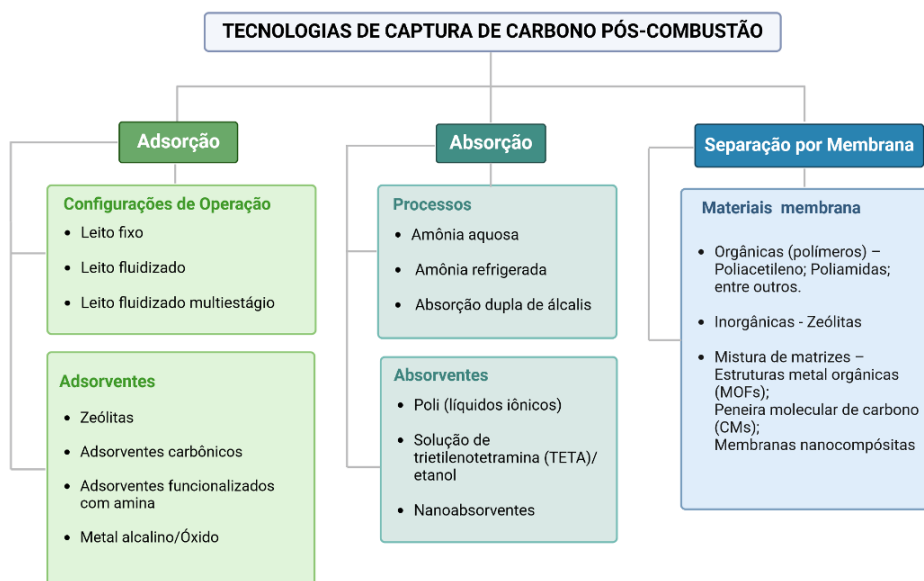 TECNOLOGIAS DE CAPTURA DE CARBONO PÓS-COMBUSTÃO
Adsorção
Configurações de Operação
• Leito fixo
• Leito fluidizado
• Leito fluidizado multiestágio
Adsorventes
• Zeólitas
• Adsorventes carbônicos
• Adsorventes funcionalizados
com amina
• Metal alcalino/Óxido
Absorção
Processos
• Amônia aquosa
• Amônia refrigerada
• Absorção dupla de álcalis
Absorventes
• Poli (líquidos iônicos)
• Solução de
trietilenotetramina (TETA)/
etanol
• Nanoabsorventes
Separação por Membrana
Materiais membrana
• Orgânicas (polímeros) –
Poliacetileno; Poliamidas;
entre outros.
• Inorgânicas - Zeólitas
• Mistura de matrizes –
Estruturas metal orgânicas
(MOFs);
Peneira molecular de carbono
(CMs);
Membranas nanocompósitas